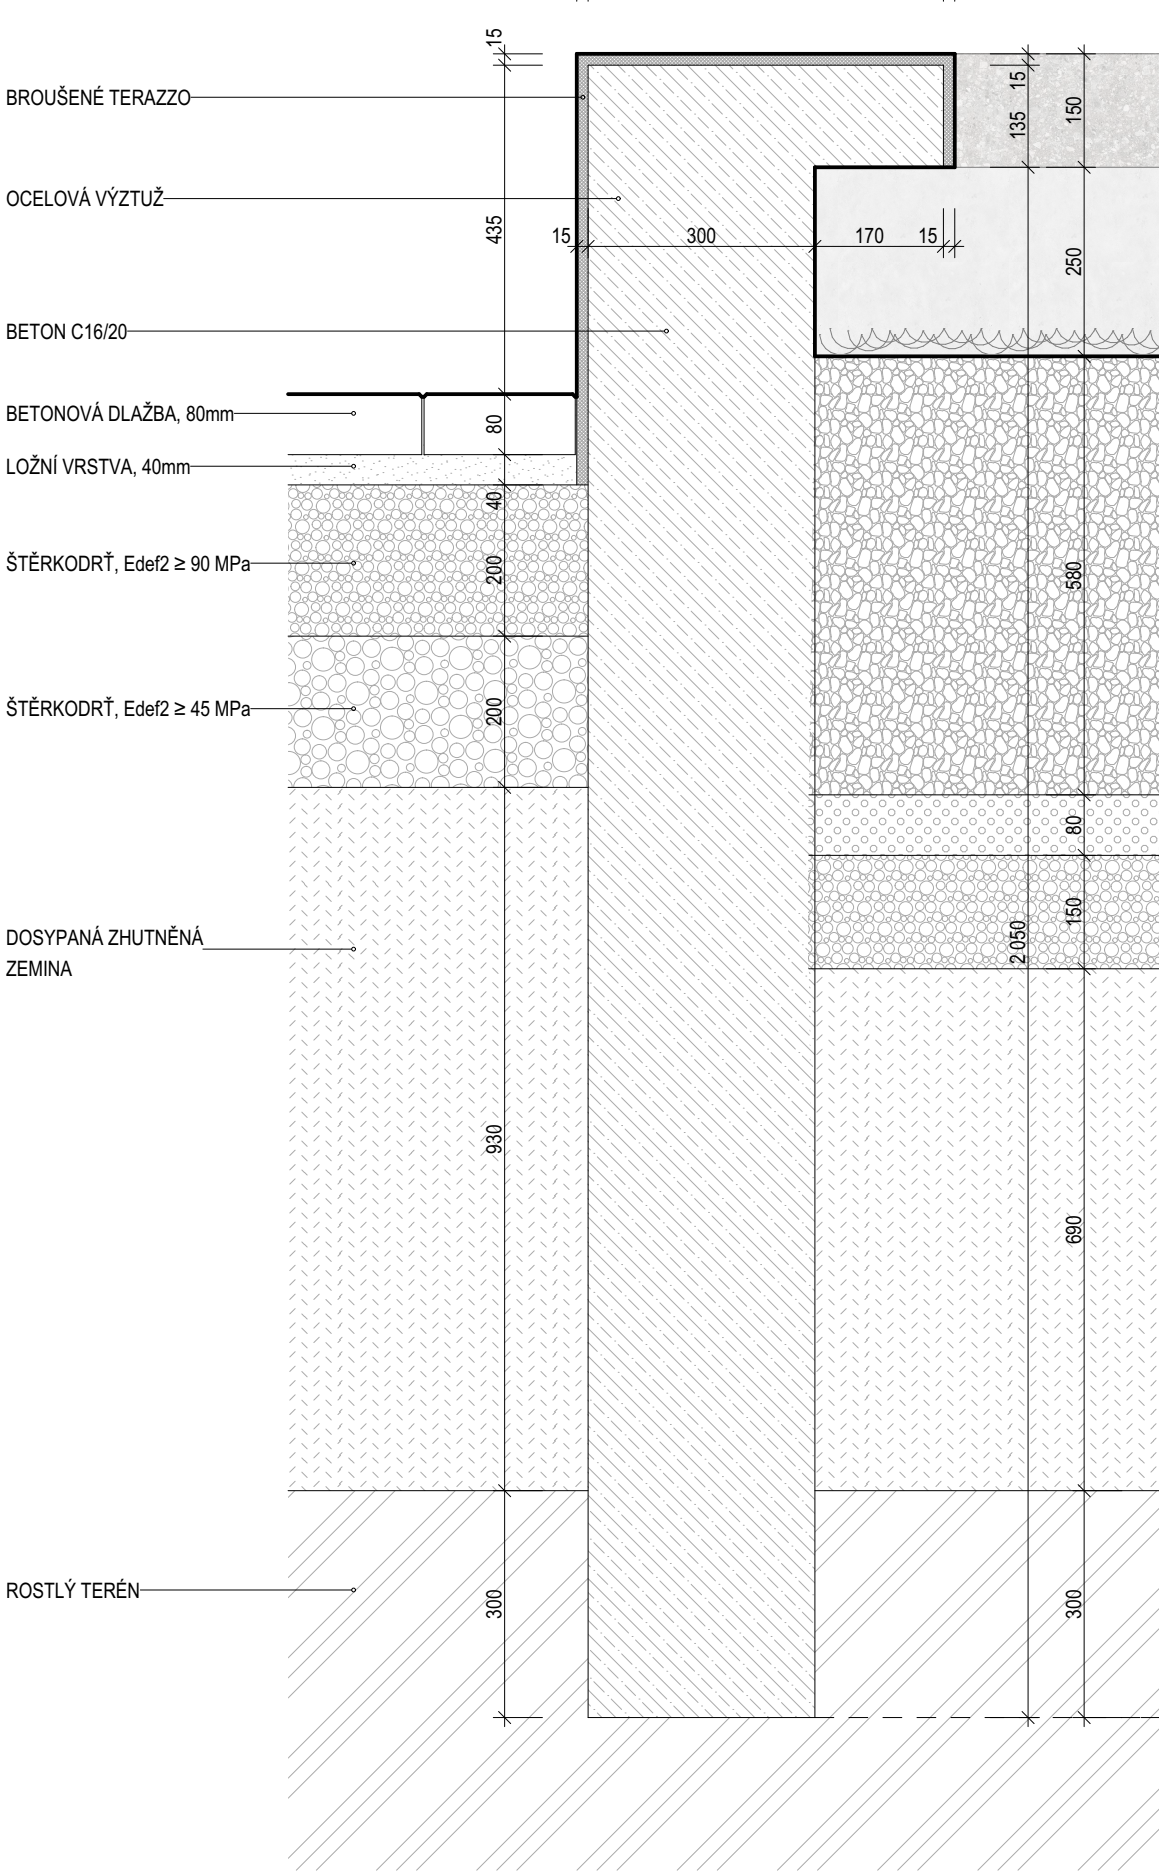 15
BROUŠENÉ TERAZZO
15
135
150
OCELOVÁ VÝZTUŽ
435
15
300
170
15
250
BETON C16/20
BETONOVÁ DLAŽBA, 80mm
80
LOŽNÍ VRSTVA, 40mm
40
ŠTĚRKODRŤ, Edef2 ≥ 90 MPa
200
580
ŠTĚRKODRŤ, Edef2 ≥ 45 MPa
200
80
150
2 050
DOSYPANÁ ZHUTNĚNÁ
ZEMINA
930
690
ROSTLÝ TERÉN
300
300